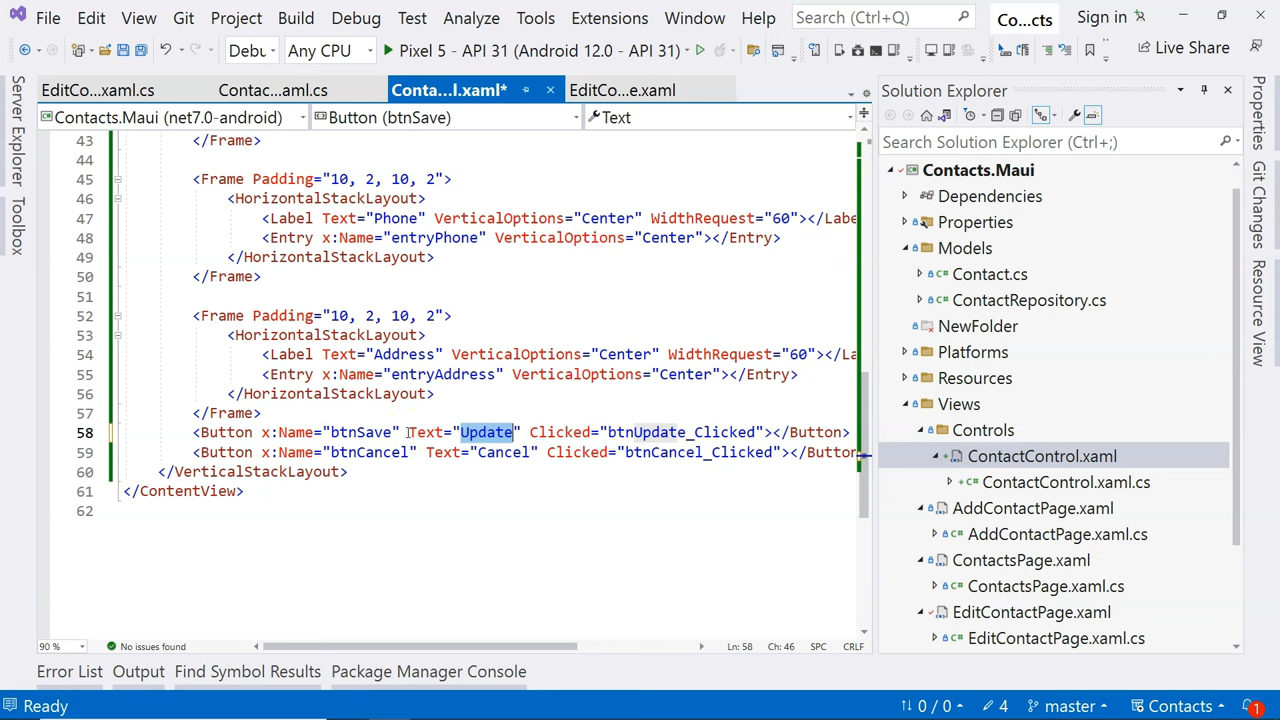 File Edit View Git Project Build Debug Test Analyze Tools Extensions Window Help Search (Ctrl+Q) Co...cts Sign in
Debu Any CPU Pixel 5 - API 31 (Android 12.0 - API 31) Live Share
EditCo...xaml.cs Contac...aml.cs Conta...l.xaml* EditCo...e.xaml
Contacts.Maui (net7.0-android) Button (btnSave) Text
43 </Frame>
44
45 <Frame Padding="10, 2, 10, 2">
46 <HorizontalStackLayout>
47 <Label Text="Phone" VerticalOptions="Center" WidthRequest="60"></Labe
48 <Entry x:Name="entryPhone" VerticalOptions="Center"></Entry>
49 </HorizontalStackLayout>
50 </Frame>
51
52 <Frame Padding="10, 2, 10, 2">
53 <HorizontalStackLayout>
54 <Label Text="Address" VerticalOptions="Center" WidthRequest="60"></La
55 <Entry x:Name="entryAddress" VerticalOptions="Center"></Entry>
56 </HorizontalStackLayout>
57 </Frame>
58 <Button x:Name="btnSave" Text="Update" Clicked="btnUpdate_Clicked"></Button>
59 <Button x:Name="btnCancel" Text="Cancel" Clicked="btnCancel_Clicked"></Button
60 </VerticalStackLayout>
61 </ContentView>
62
90 % No issues found Ln: 58 Ch: 46 SPC CRLF
Error List Output Find Symbol Results Package Manager Console
Ready 0 / 0 4 master Contacts 1
Server Explorer
Toolbox
Solution Explorer
Search Solution Explorer (Ctrl+;)
Contacts.Maui
Dependencies
Properties
Models
Contact.cs
ContactRepository.cs
NewFolder
Platforms
Resources
Views
Controls
ContactControl.xaml
ContactControl.xaml.cs
AddContactPage.xaml
AddContactPage.xaml.cs
ContactsPage.xaml
ContactsPage.xaml.cs
EditContactPage.xaml
EditContactPage.xaml.cs
Properties
Git Changes
Resource View